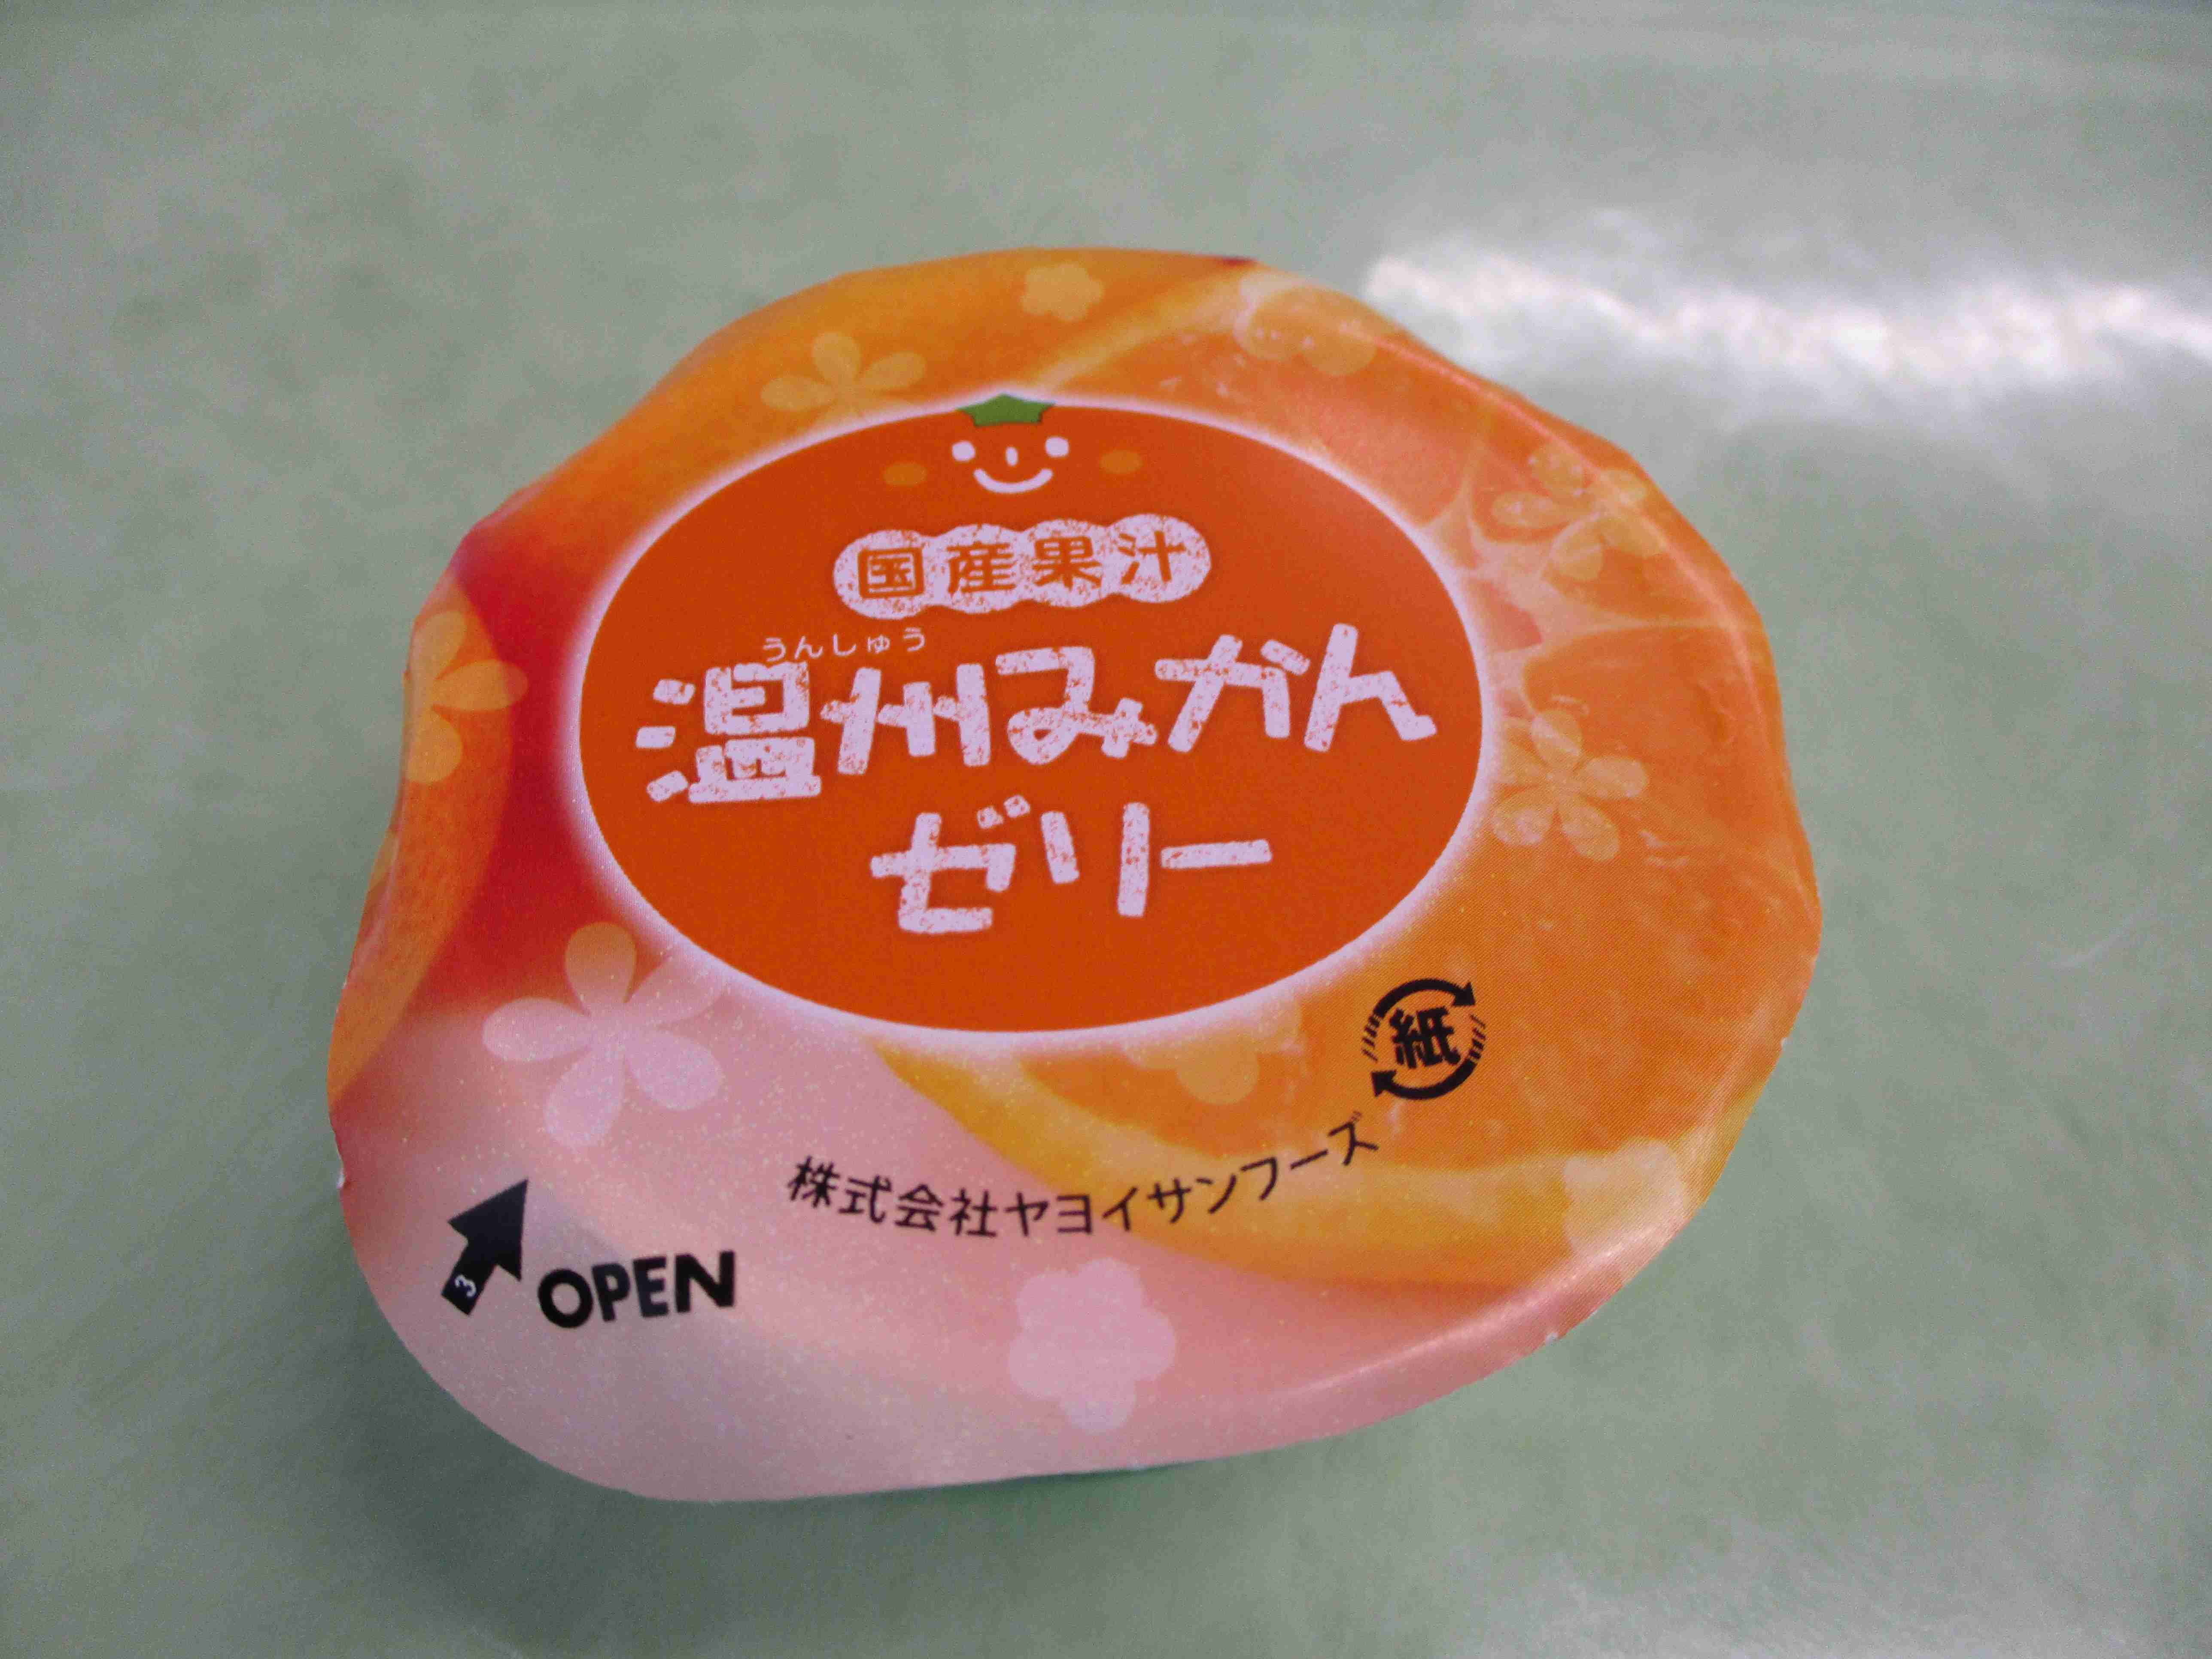 国産果汁
うんしゅう
温州みかん
ゼリー
紙
株式会社ヤヨイサンフーズ
3
OPEN